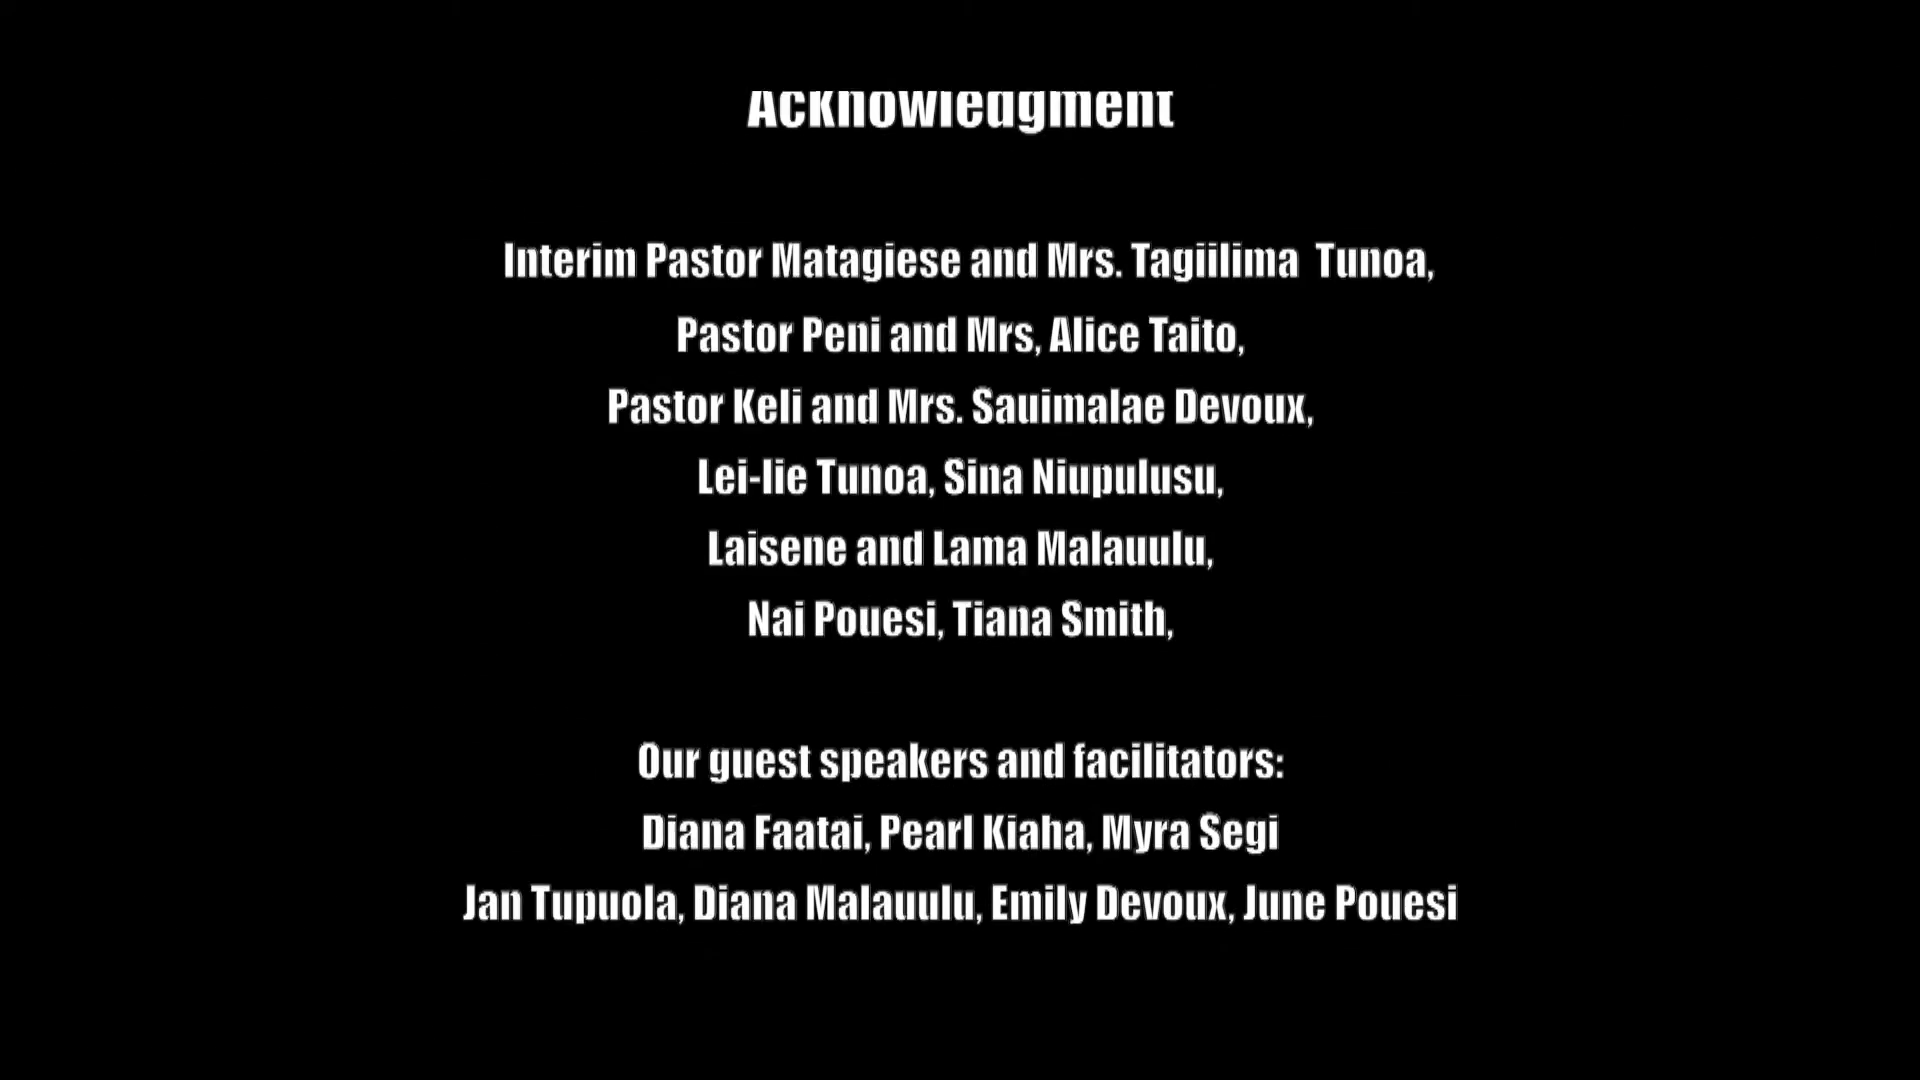 Acknowledgment
Interim Pastor Matagiese and Mrs. Tagiilima Tunoa,
Pastor Peni and Mrs, Alice Taito,
Pastor Keli and Mrs. Sauimalae Devoux,
Lei-lie Tunoa, Sina Niupulusu,
Laisene and Lama Malauulu,
Nai Pouesi, Tiana Smith,
Our guest speakers and facilitators:
Diana Faatai, Pearl Kiaha, Myra Segi
Jan Tupuola, Diana Malauulu, Emily Devoux, June Pouesi